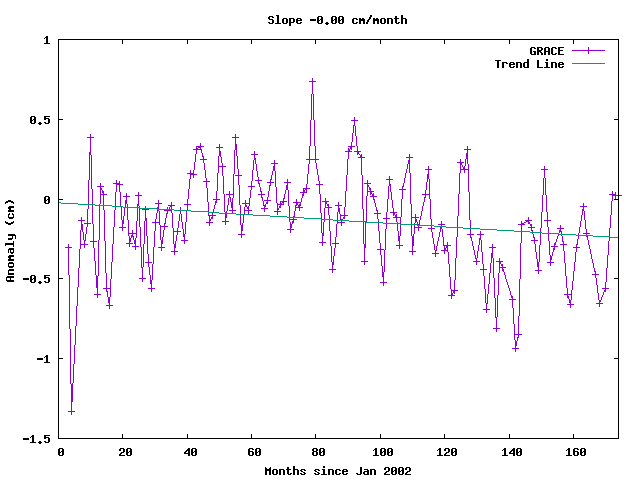 Slope -0.00 cm/month
1
0.5
0
-0.5
-1
-1.5
Anomaly (cm)
GRACE
Trend Line
0 20 40 60 80 100 120 140 160
Months since Jan 2002